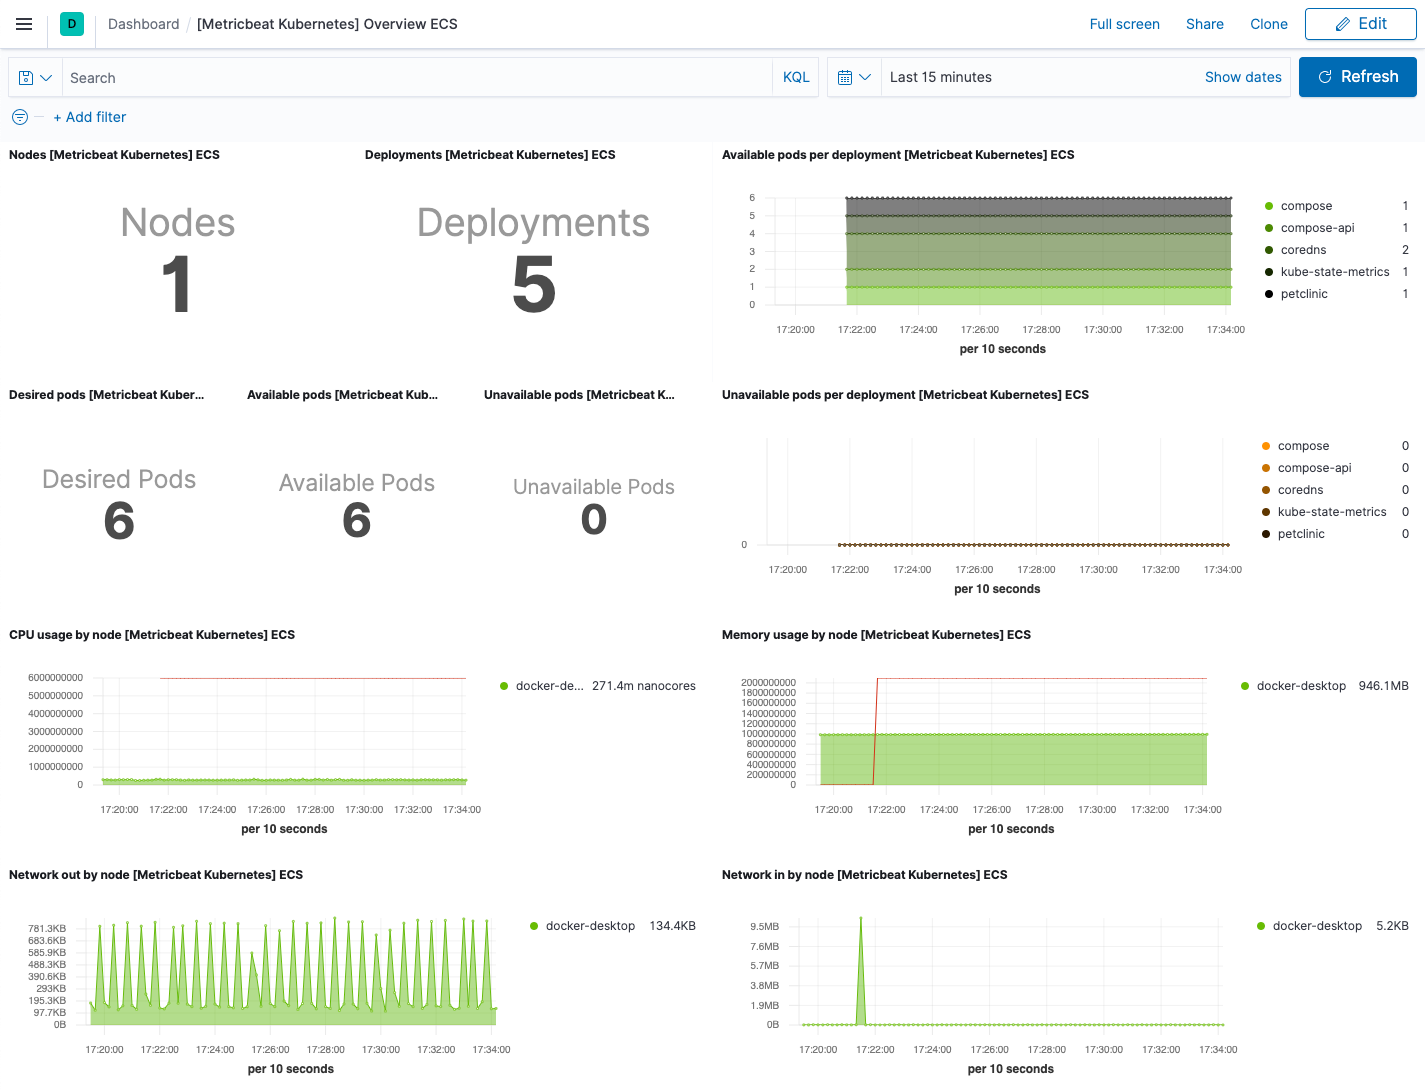 D Dashboard / [Metricbeat Kubernetes] Overview ECS Full screen Share Clone Edit
Search KQL Last 15 minutes Show dates Refresh
+ Add filter
Nodes [Metricbeat Kubernetes] ECS
Nodes
1
Deployments [Metricbeat Kubernetes] ECS
Deployments
5
Available pods per deployment [Metricbeat Kubernetes] ECS
6
5
4
3
2
1
0
17:20:00 17:22:00 17:24:00 17:26:00 17:28:00 17:30:00 17:32:00 17:34:00
per 10 seconds
compose 1
compose-api 1
coredns 2
kube-state-metrics 1
petclinic 1
Desired pods [Metricbeat Kuber...
Desired Pods
6
Available pods [Metricbeat Kub...
Available Pods
6
Unavailable pods [Metricbeat K...
Unavailable Pods
0
Unavailable pods per deployment [Metricbeat Kubernetes] ECS
0
17:20:00 17:22:00 17:24:00 17:26:00 17:28:00 17:30:00 17:32:00 17:34:00
per 10 seconds
compose 0
compose-api 0
coredns 0
kube-state-metrics 0
petclinic 0
CPU usage by node [Metricbeat Kubernetes] ECS
6000000000
5000000000
4000000000
3000000000
2000000000
1000000000
0
17:20:00 17:22:00 17:24:00 17:26:00 17:28:00 17:30:00 17:32:00 17:34:00
per 10 seconds
docker-de... 271.4m nanocores
Memory usage by node [Metricbeat Kubernetes] ECS
2000000000
1800000000
1600000000
1400000000
1200000000
1000000000
800000000
600000000
400000000
200000000
0
17:20:00 17:22:00 17:24:00 17:26:00 17:28:00 17:30:00 17:32:00 17:34:00
per 10 seconds
docker-desktop 946.1MB
Network out by node [Metricbeat Kubernetes] ECS
781.3KB
683.6KB
585.9KB
488.3KB
390.6KB
293KB
195.3KB
97.7KB
0B
17:20:00 17:22:00 17:24:00 17:26:00 17:28:00 17:30:00 17:32:00 17:34:00
per 10 seconds
docker-desktop 134.4KB
Network in by node [Metricbeat Kubernetes] ECS
9.5MB
7.6MB
5.7MB
3.8MB
1.9MB
0B
17:20:00 17:22:00 17:24:00 17:26:00 17:28:00 17:30:00 17:32:00 17:34:00
per 10 seconds
docker-desktop 5.2KB